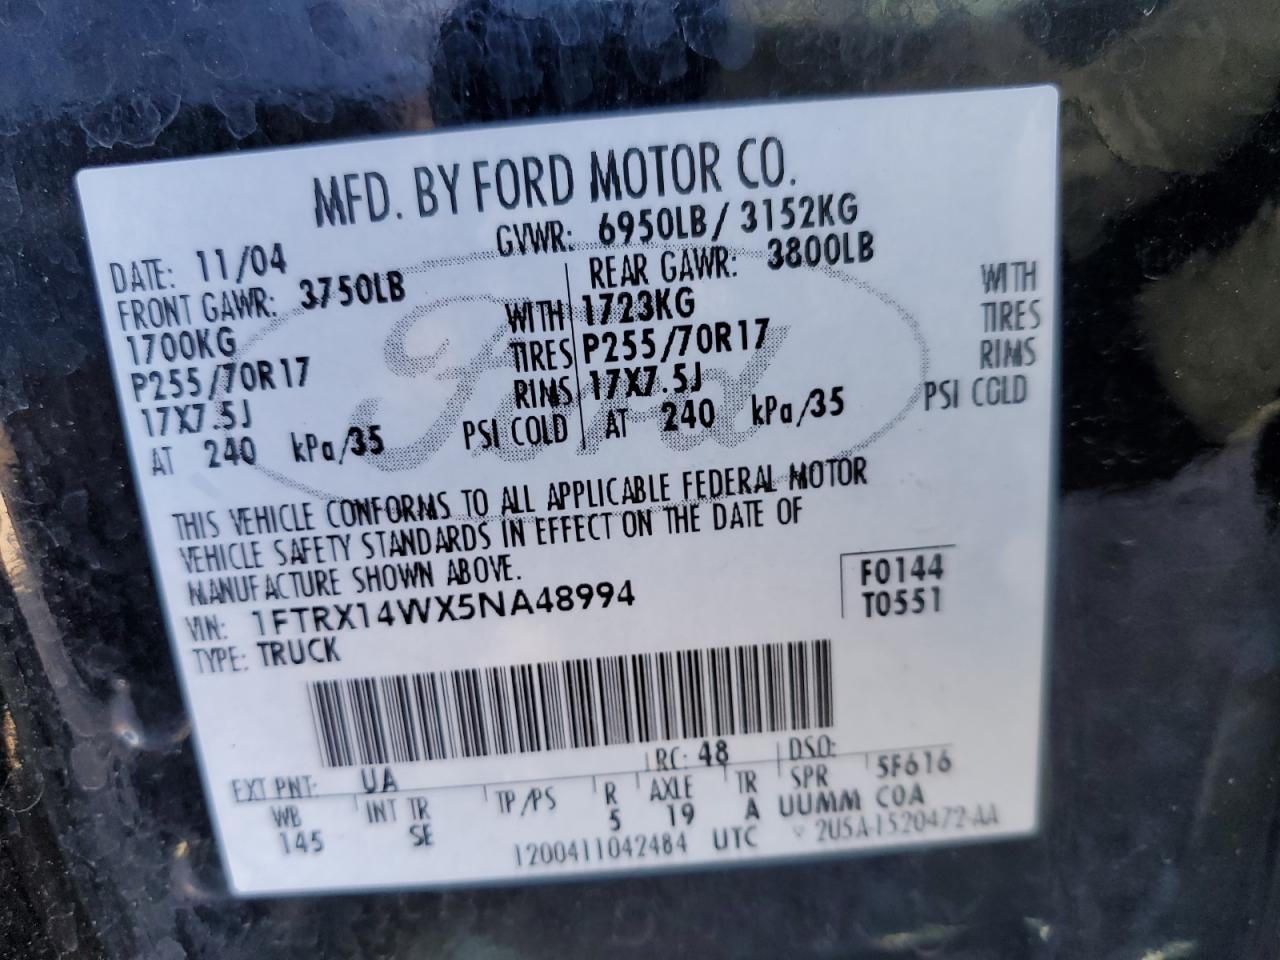 MFD. BY FORD MOTOR CO.
DATE: 11/04 GVWR: 6950LB / 3152KG
FRONT GAWR: 3750LB REAR GAWR: 3800LB
1700KG WITH 1723KG WITH
P255/70R17 TIRES P255/70R17 TIRES
17X7.5J RIMS 17X7.5J RIMS
AT 240 kPa/35 PSI COLD AT 240 kPa/35 PSI COLD
Ford
THIS VEHICLE CONFORMS TO ALL APPLICABLE FEDERAL MOTOR
VEHICLE SAFETY STANDARDS IN EFFECT ON THE DATE OF
MANUFACTURE SHOWN ABOVE.
VIN: 1FTRX14WX5NA48994 F0144
TYPE: TRUCK T0551
EXT PNT: UA RC: 48 DSO:
WB INT TR TP/PS R AXLE TR SPR 5F616
145 SE 5 19 A UUMM COA
1200411042484 UTC ▽ 2U5A-1520472-AA